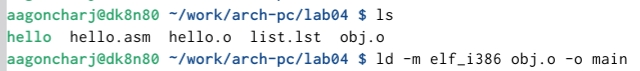 aagoncharj@dk8n80 ~/work/arch-pc/lab04 $ ls
hello  hello.asm  hello.o  list.lst  obj.o
aagoncharj@dk8n80 ~/work/arch-pc/lab04 $ ld -m elf_i386 obj.o -o main